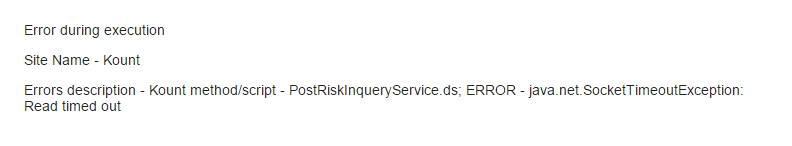 Error during execution
Site Name - Kount
Errors description - Kount method/script - PostRiskInqueryService.ds; ERROR - java.net.SocketTimeoutException:
Read timed out